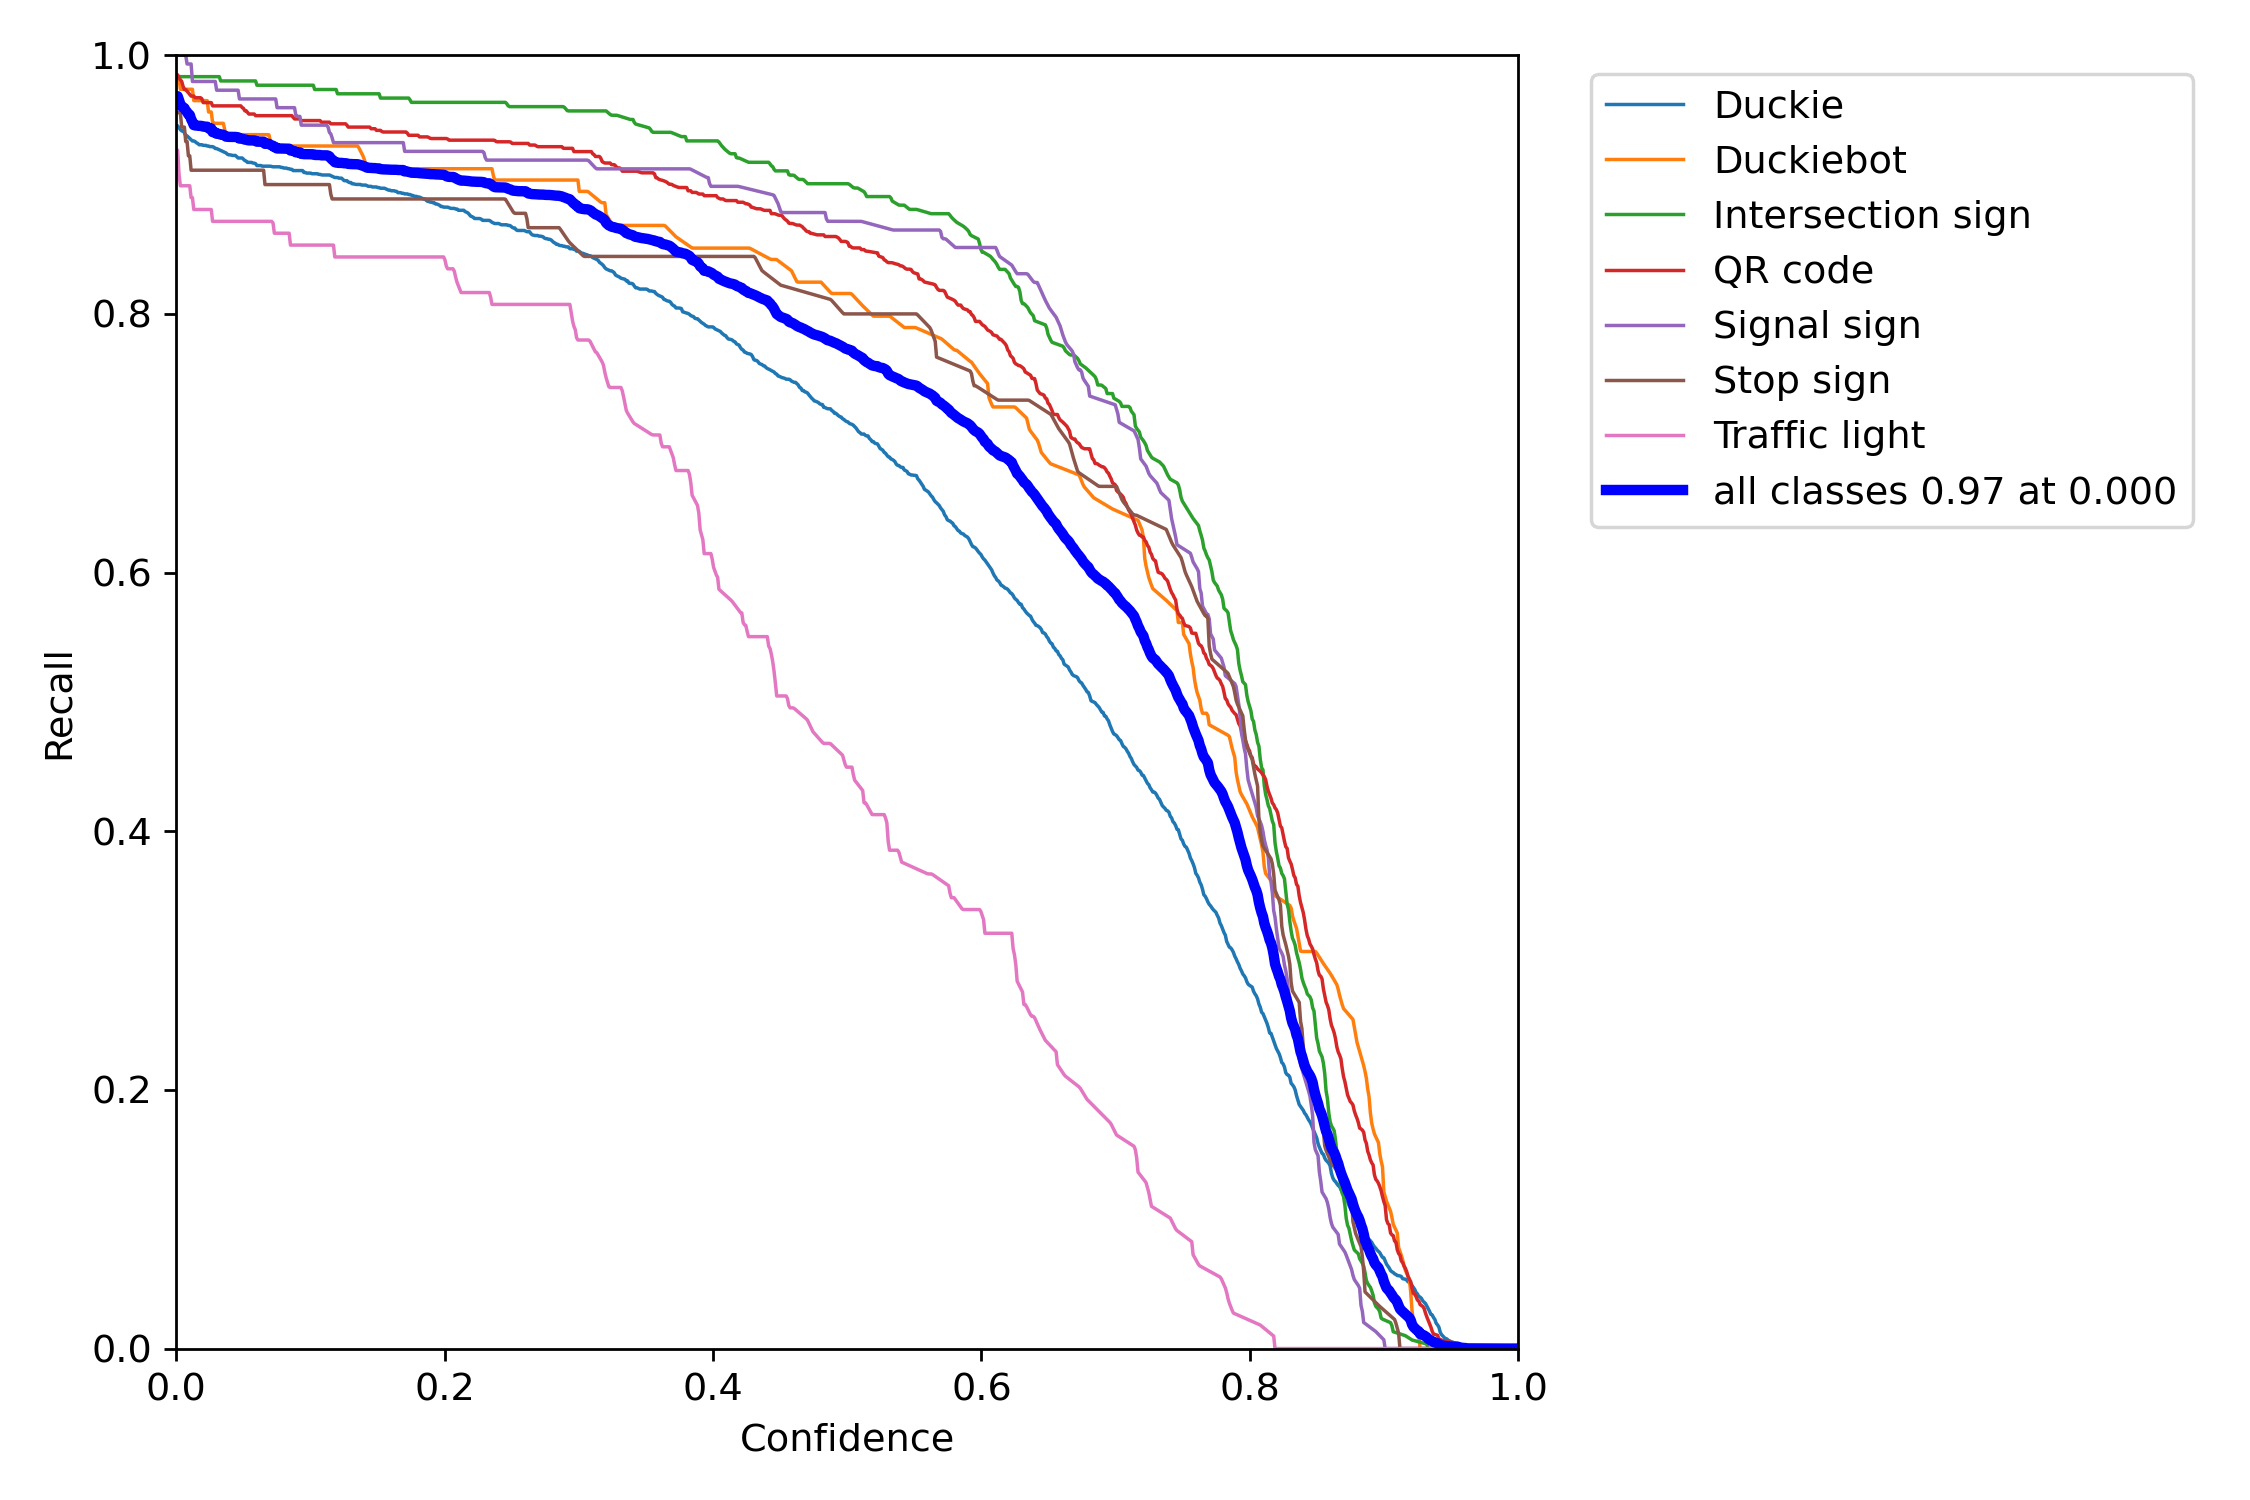 1.0
0.8
0.6
0.4
0.2
0.0
Recall
0.0 0.2 0.4 0.6 0.8 1.0
Confidence
Duckie
Duckiebot
Intersection sign
QR code
Signal sign
Stop sign
Traffic light
all classes 0.97 at 0.000